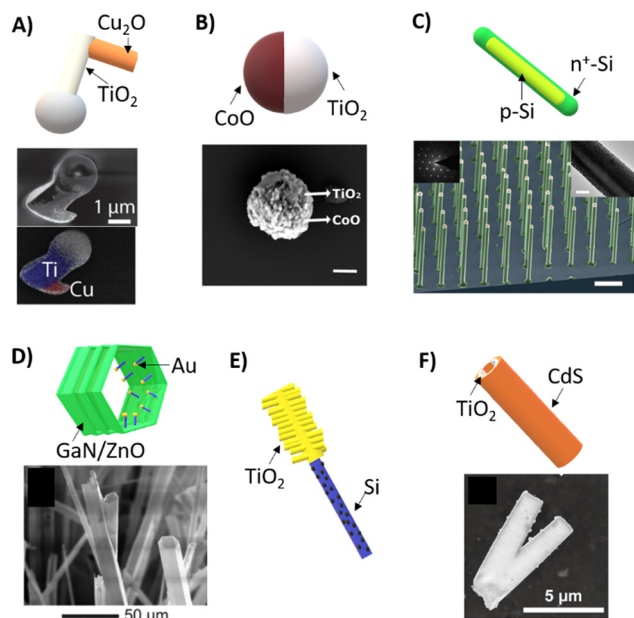 A)
Cu₂O
TiO₂
1 µm
Ti
Cu
B)
CoO
TiO₂
TiO₂
CoO
C)
n⁺-Si
p-Si
D)
Au
GaN/ZnO
50 µm
E)
TiO₂
Si
F)
CdS
TiO₂
5 µm